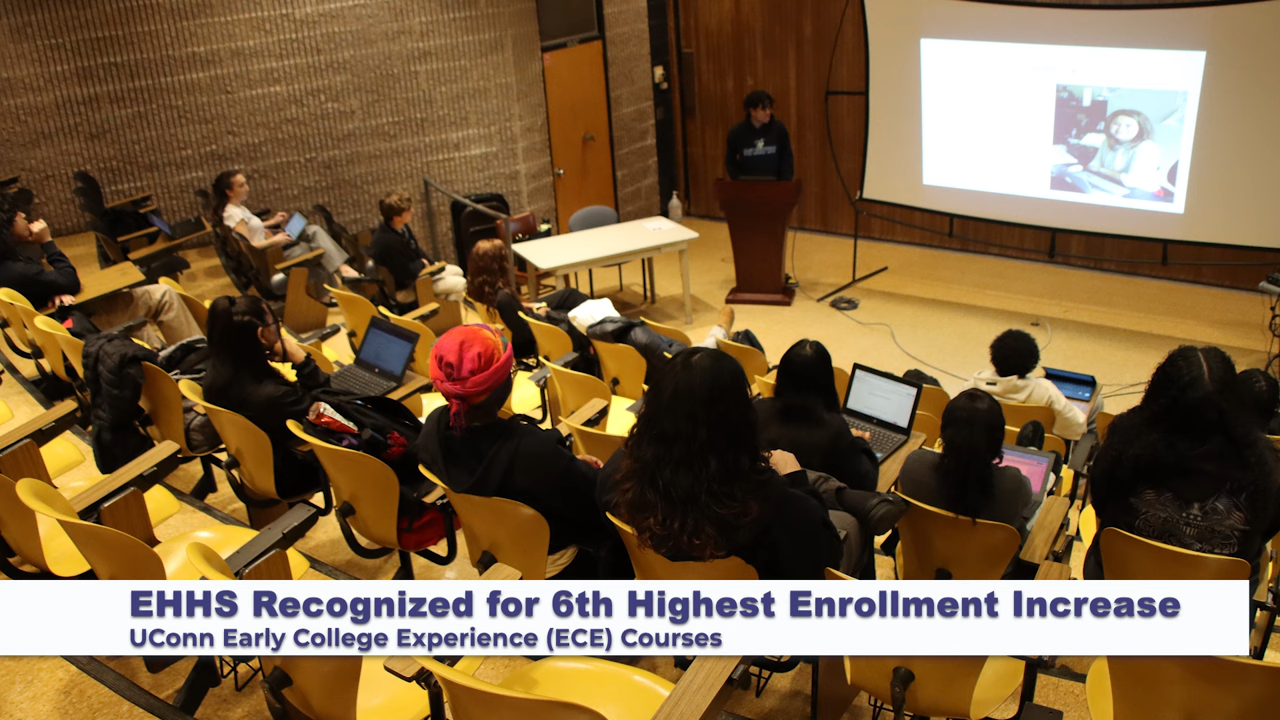 EHHS Recognized for 6th Highest Enrollment Increase
UConn Early College Experience (ECE) Courses